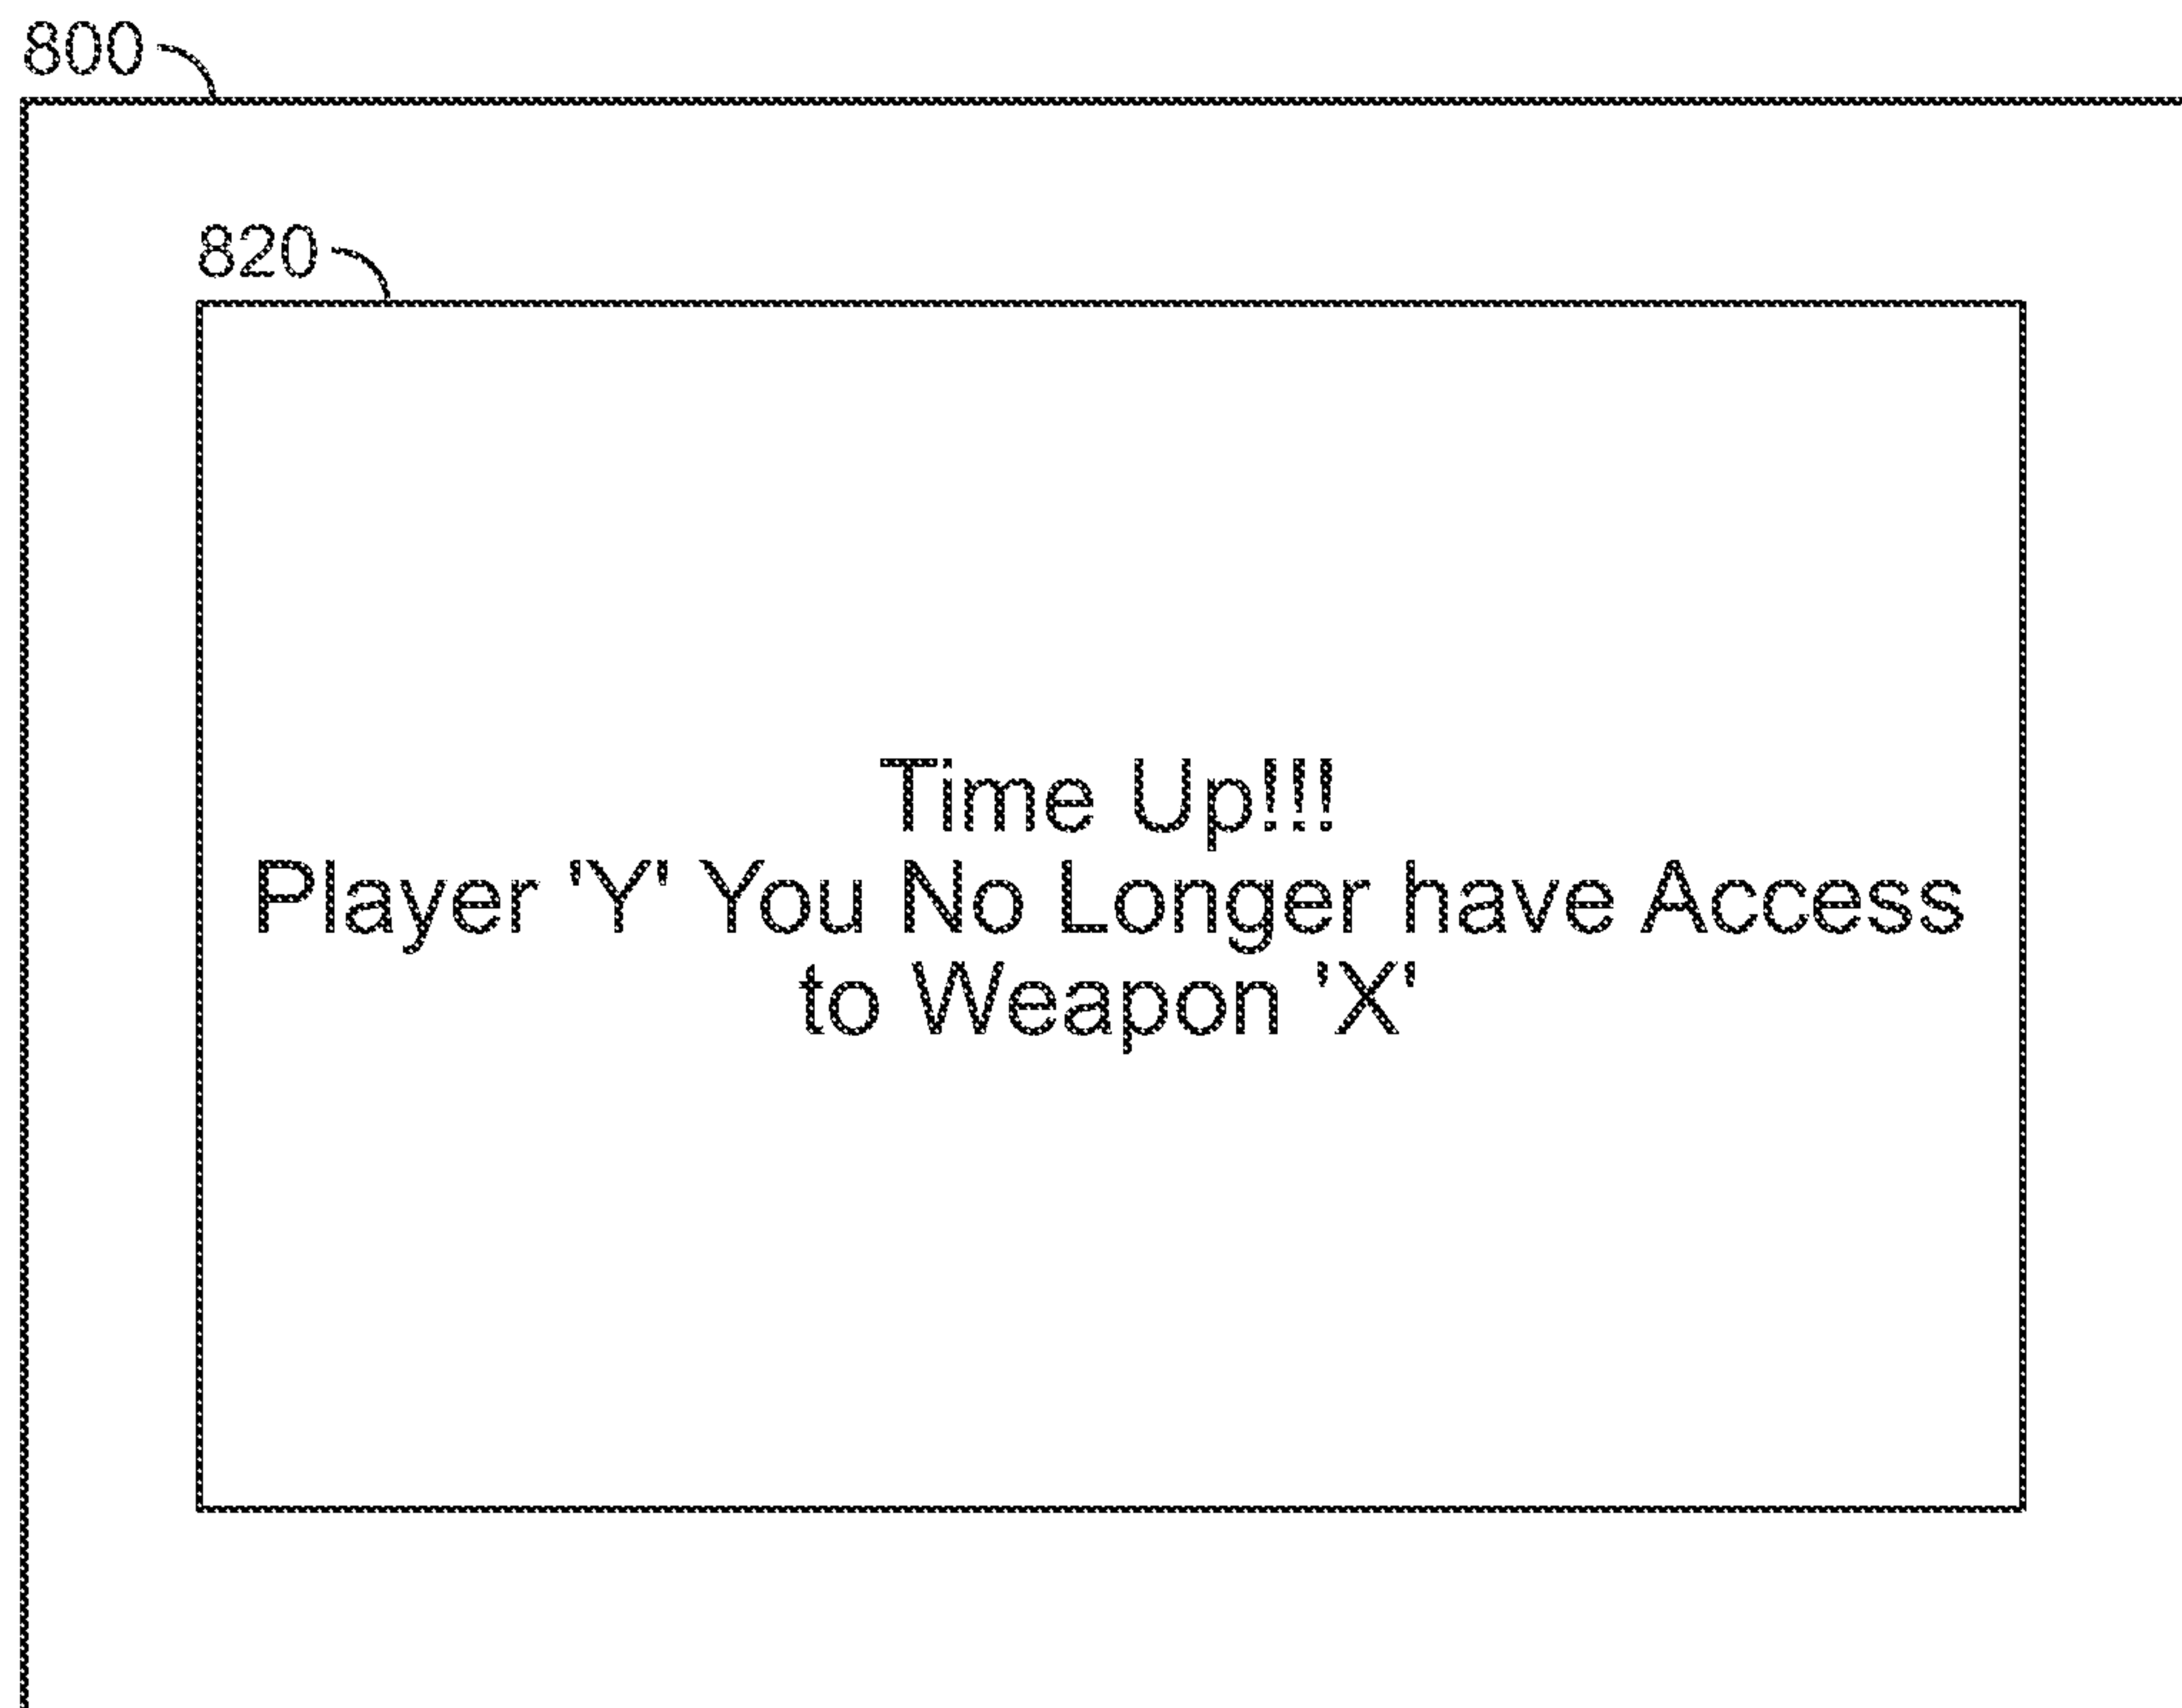 800
820
Time Up!!!
Player 'Y' You No Longer have Access
to Weapon 'X'